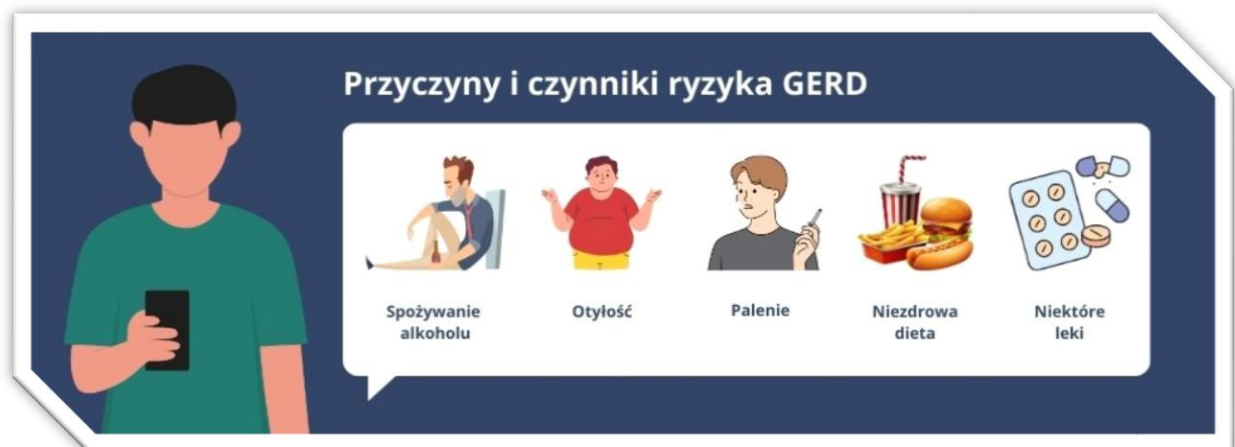 Przyczyny i czynniki ryzyka GERD
Spożywanie
alkoholu
Otyłość
Palenie
Niezdrowa
dieta
Niektóre
leki